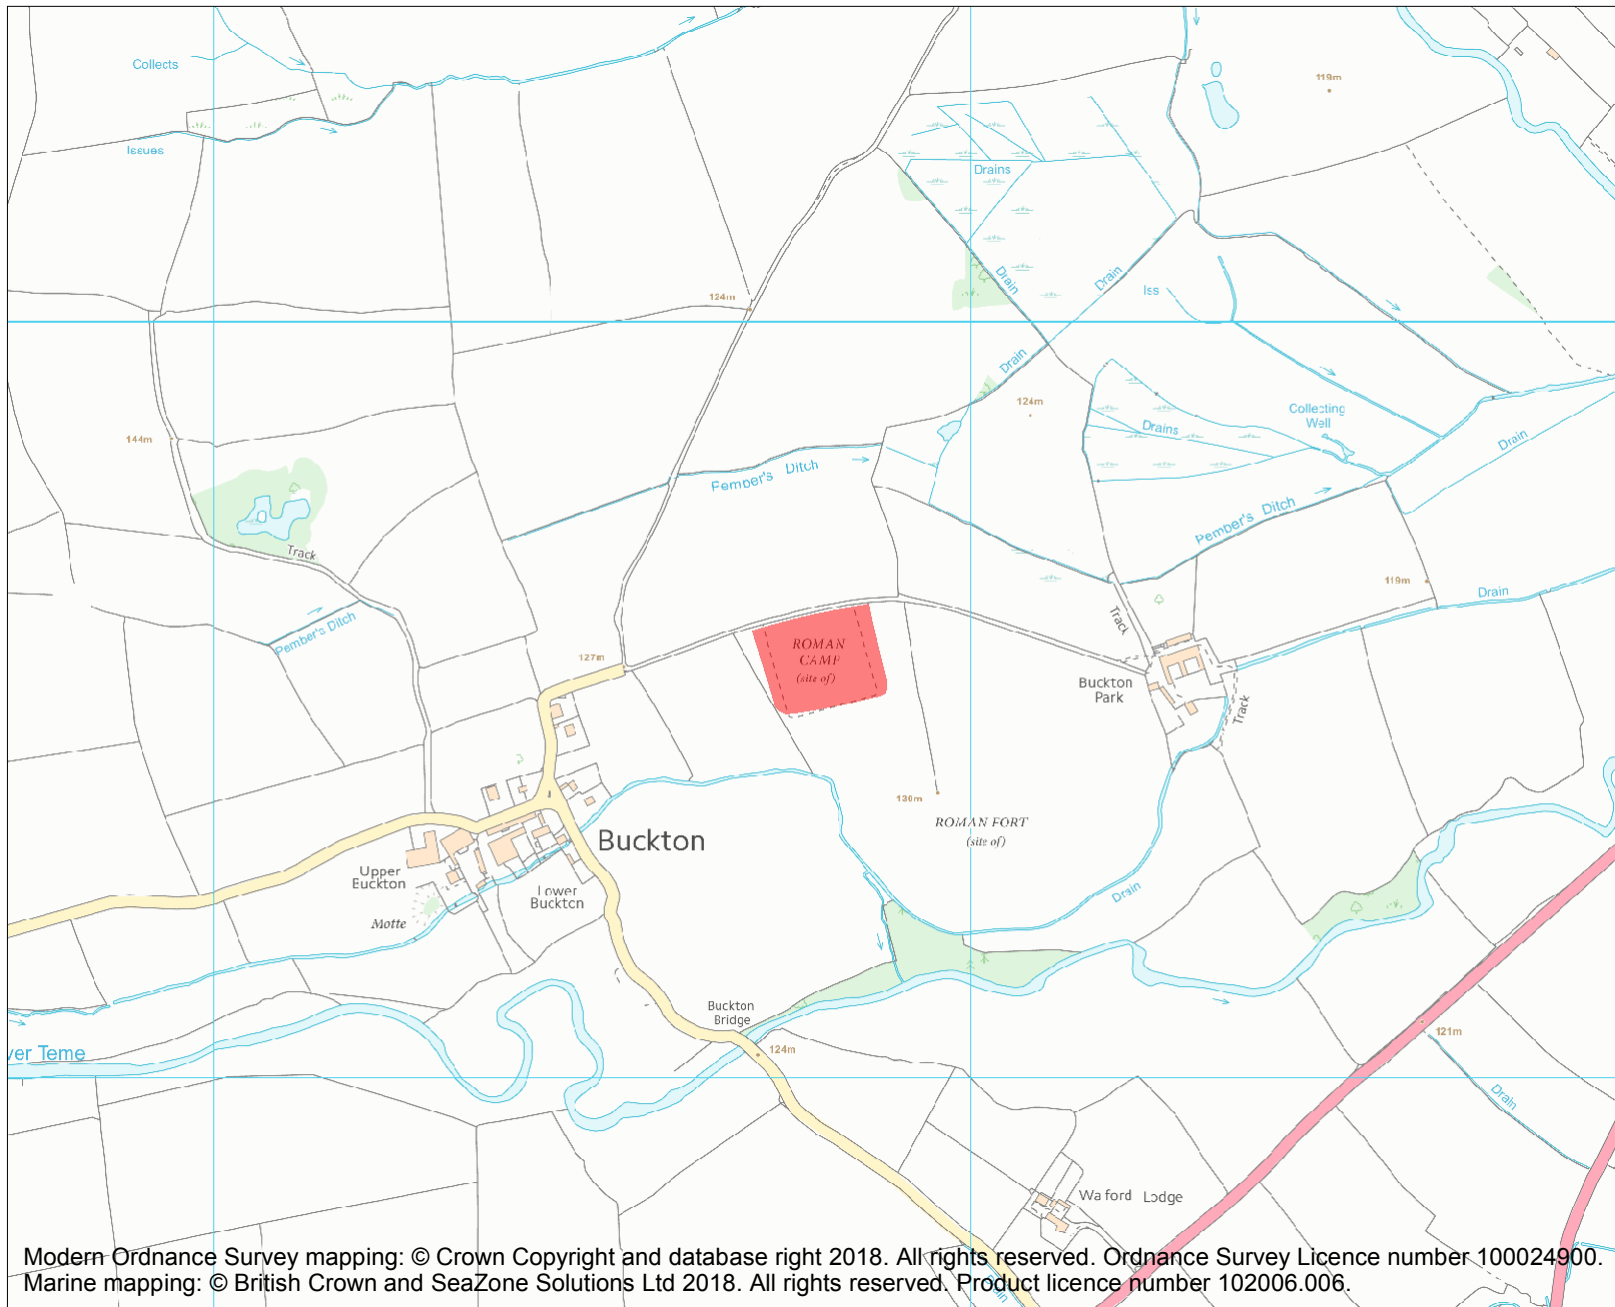 Collects
Issues
119m
Drains
Drain
Drain
Iss
124m
Drain
124m
Collecting
Well
Drains
Drain
144m
Pember's Ditch
Pember's Ditch
Track
119m
Drain
Track
Pember's Ditch
ROMAN
CAMP
(site of)
127m
Buckton
Park
Track
130m
ROMAN FORT
(site of)
Buckton
Upper
Buckton
Lower
Buckton
Motte
Drain
Buckton
Bridge
124m
ver Teme
121m
Drain
Walford Lodge
Drain
Modern Ordnance Survey mapping: © Crown Copyright and database right 2018. All rights reserved. Ordnance Survey Licence number 100024900.
Marine mapping: © British Crown and SeaZone Solutions Ltd 2018. All rights reserved. Product licence number 102006.006.